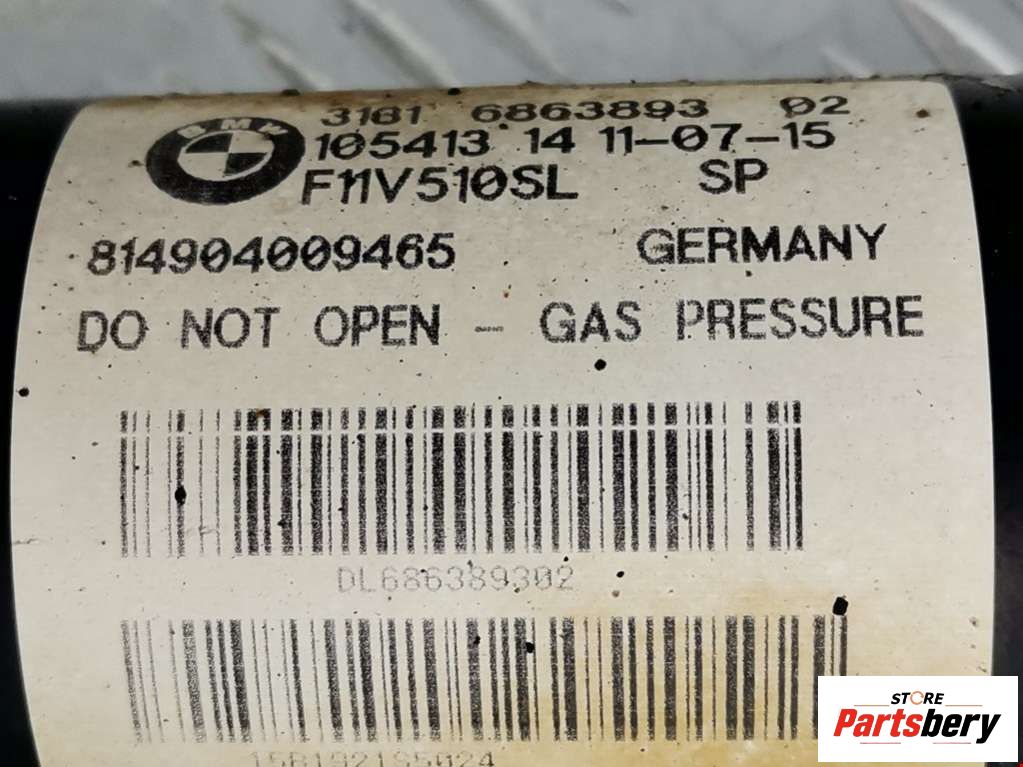 3181 6863893 02
BMW
105413 14 11-07-15
F11V510SL SP
814904009465 GERMANY
DO NOT OPEN - GAS PRESSURE
DL686389302
STORE
Partsbery